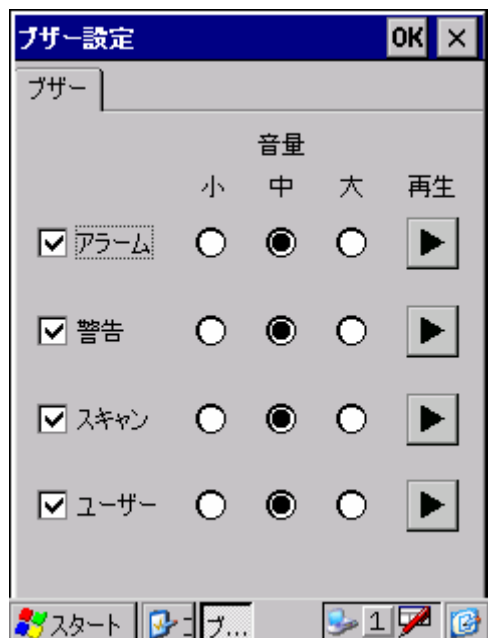 ブザー設定 OK ×
ブザー
音量
小 中 大 再生
アラーム
警告
スキャン
ユーザー
スタート ブ... 1